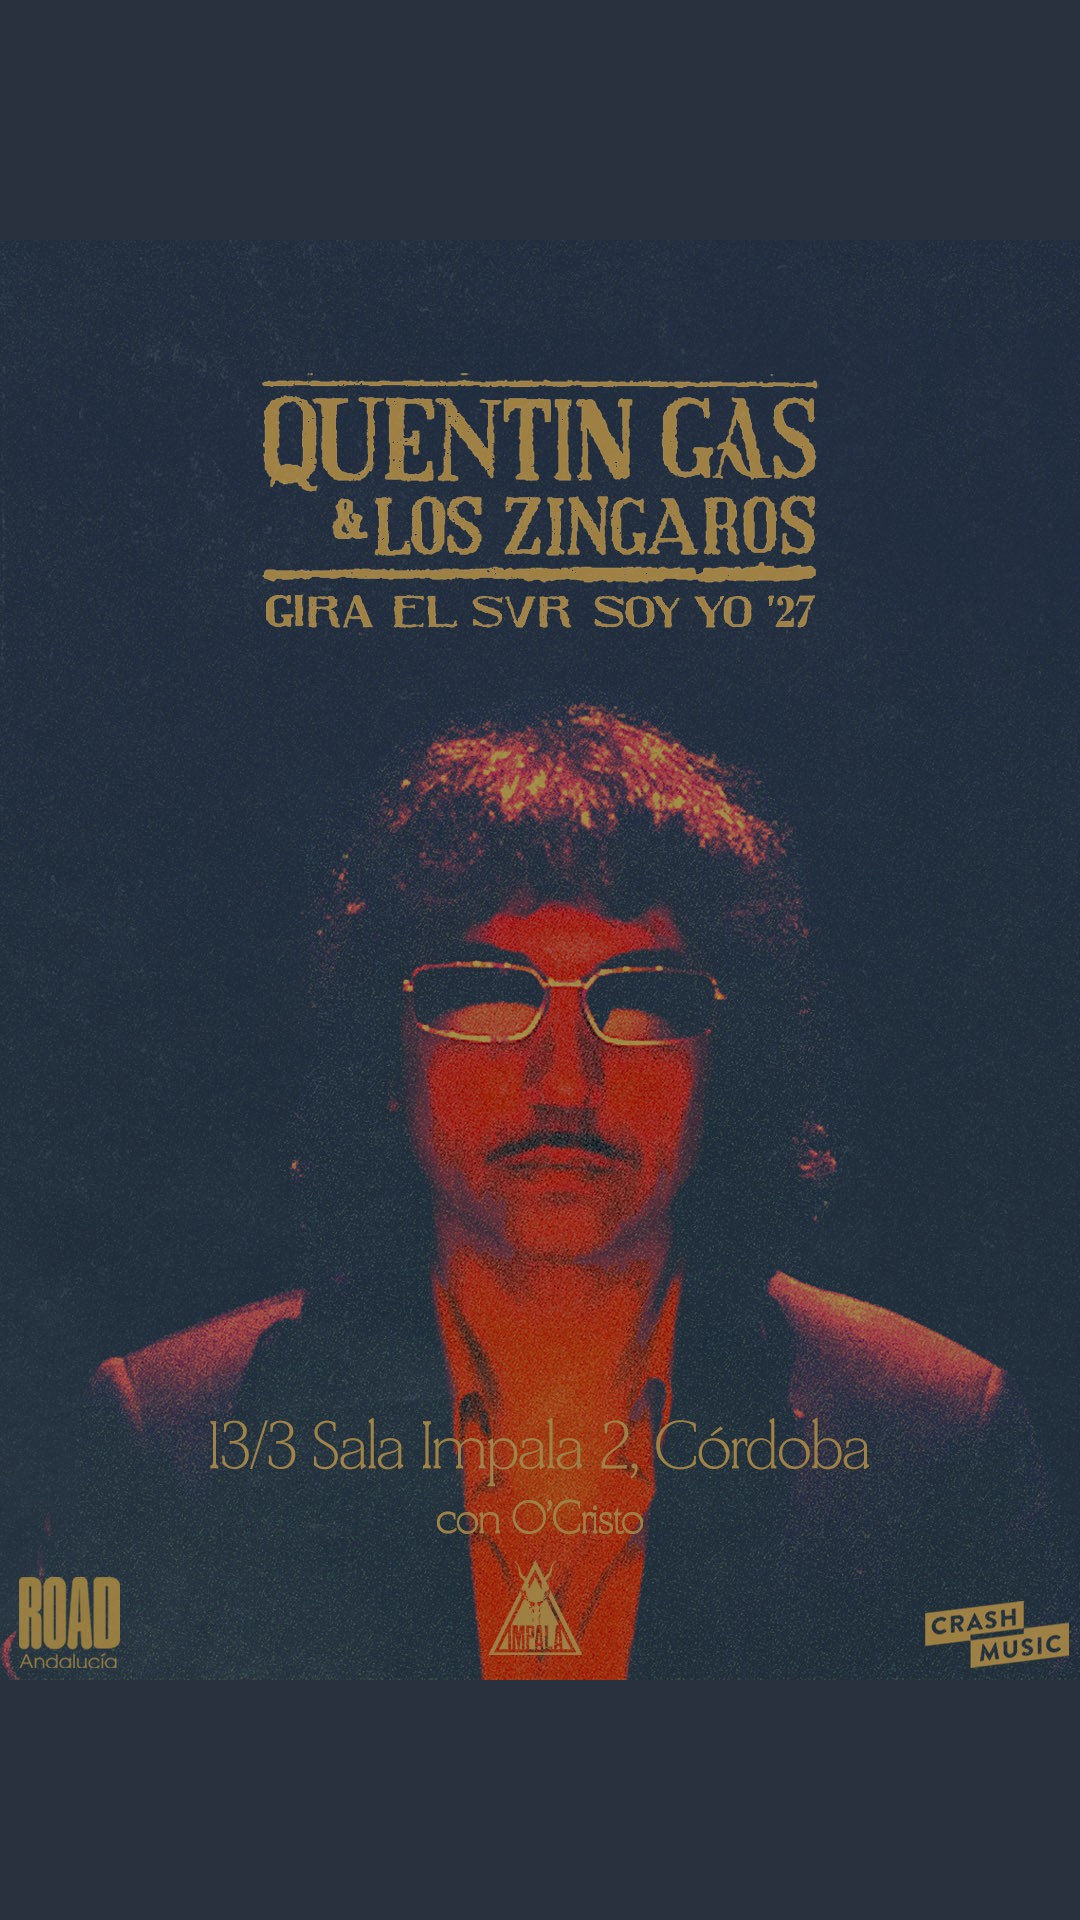 QUENTIN GAS
& LOS ZINGAROS
GIRA EL SVR SOY YO '27
13/3 Sala Impala 2, Córdoba
con O'Cristo
ROAD
Andalucía
IMPALA
CRASH
MUSIC